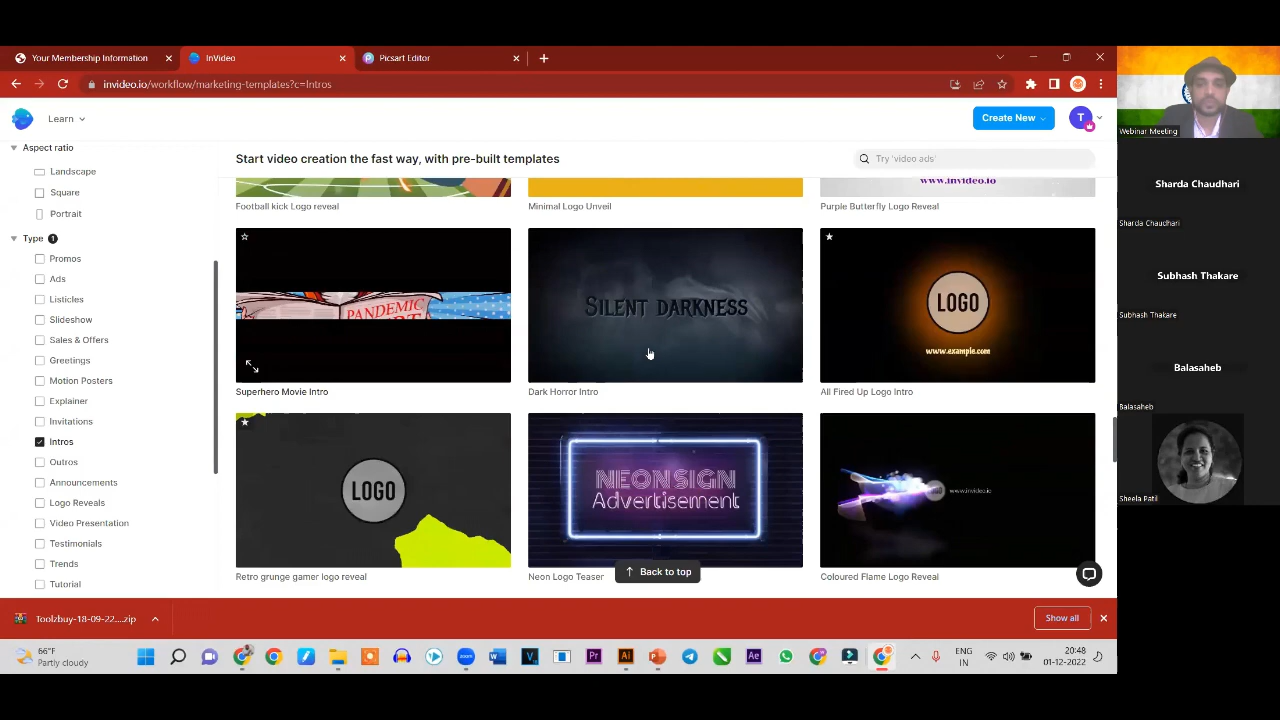 Your Membership Information
InVideo
Picsart Editor
invideo.io/workflow/marketing-templates?c=Intros
Learn
Create New
T
Aspect ratio
Landscape
Square
Portrait
Type 1
Promos
Ads
Listicles
Slideshow
Sales & Offers
Greetings
Motion Posters
Explainer
Invitations
Intros
Outros
Announcements
Logo Reveals
Video Presentation
Testimonials
Trends
Tutorial
Start video creation the fast way, with pre-built templates
Try 'video ads'
www.invideo.io
Football kick Logo reveal
Minimal Logo Unveil
Purple Butterfly Logo Reveal
PANDEMIC
SILENT DARKNESS
LOGO
www.example.com
Superhero Movie Intro
Dark Horror Intro
All Fired Up Logo Intro
LOGO
NEON SIGN
Advertisement
www.invideo.io
Retro grunge gamer logo reveal
Neon Logo Teaser
Coloured Flame Logo Reveal
Back to top
Toolzbuy-18-09-22....zip
Show all
66°F
Partly cloudy
ENG
IN
20:48
01-12-2022
Webinar Meeting
Sharda Chaudhari
Sharda Chaudhari
Subhash Thakare
Subhash Thakare
Balasaheb
Balasaheb
Sheela Patil